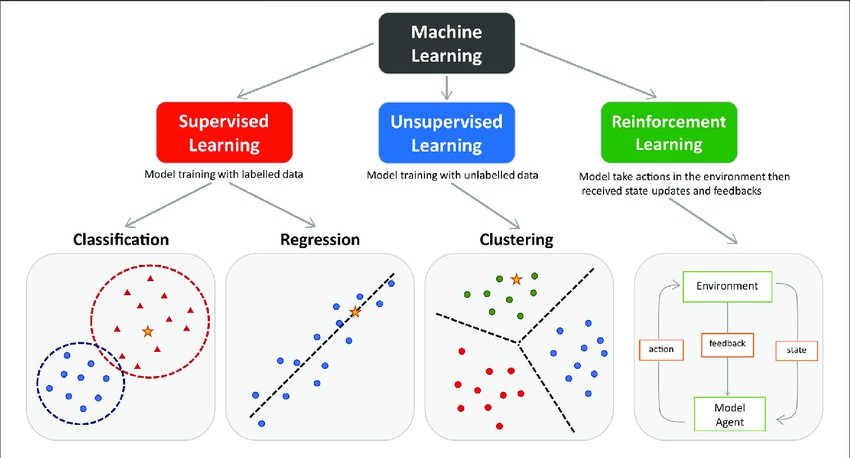 Machine
Learning
Supervised
Learning
Unsupervised
Learning
Reinforcement
Learning
Model training with labelled data
Model training with unlabelled data
Model take actions in the environment then
received state updates and feedbacks
Classification
Regression
Clustering
Environment
action
feedback
state
Model
Agent